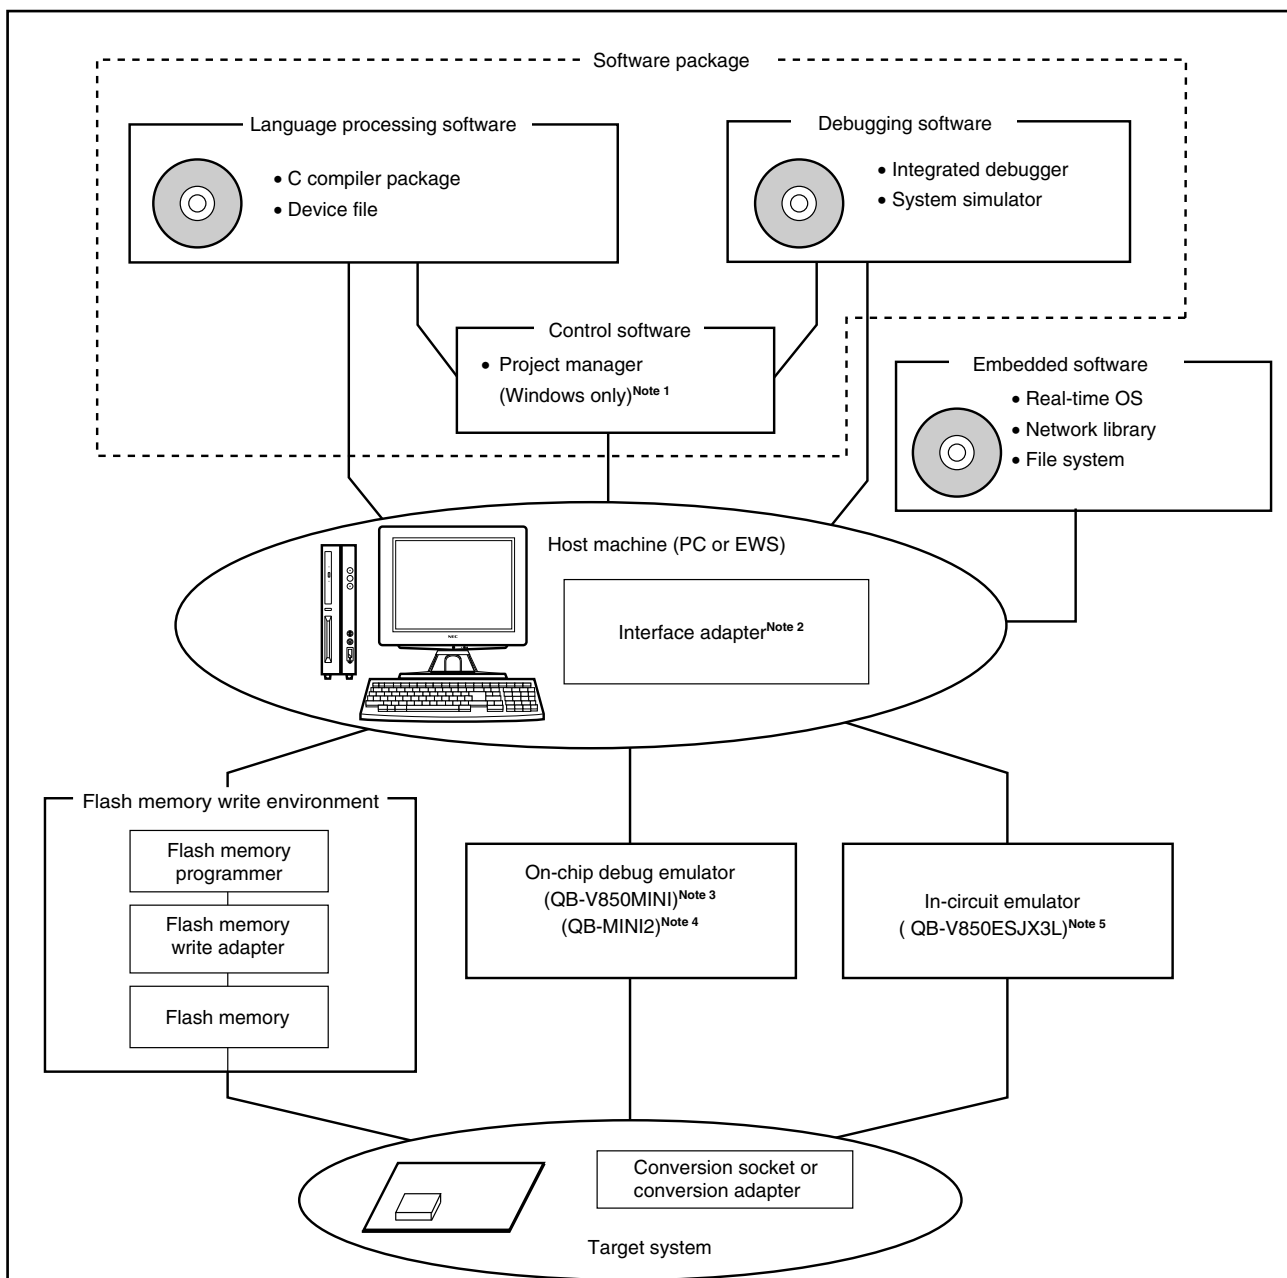 Software package
Language processing software
• C compiler package
• Device file
Debugging software
• Integrated debugger
• System simulator
Control software
• Project manager
(Windows only)Note 1
Embedded software
• Real-time OS
• Network library
• File system
Host machine (PC or EWS)
NEC
Interface adapterNote 2
Flash memory write environment
Flash memory
programmer
Flash memory
write adapter
Flash memory
On-chip debug emulator
(QB-V850MINI)Note 3
(QB-MINI2)Note 4
In-circuit emulator
( QB-V850ESJX3L)Note 5
Conversion socket or
conversion adapter
Target system